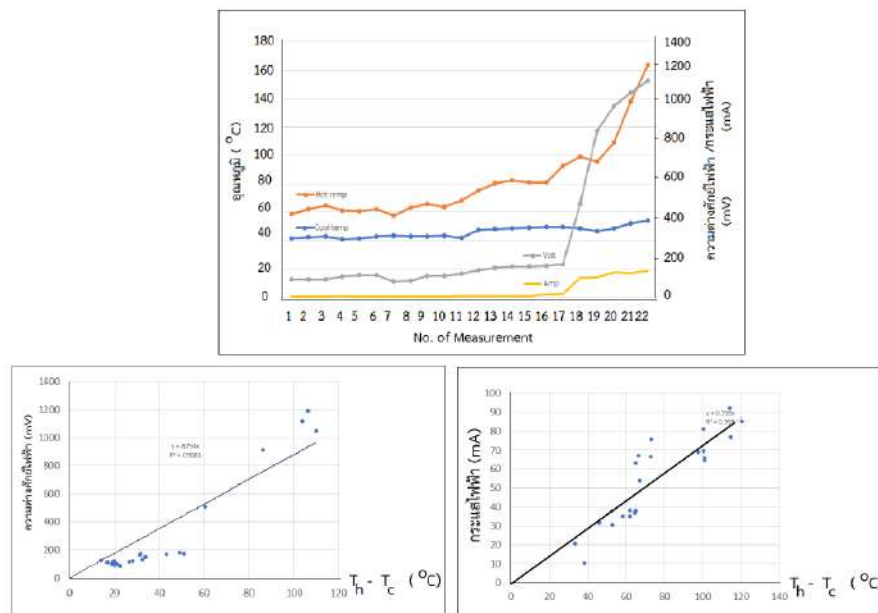 180
160
140
120
100
80
60
40
20
0
อุณหภูมิ ( °C)
1400
1200
1000
800
600
400
200
0
ความต่างศักย์ไฟฟ้า /กระแสไฟฟ้า
(mV) (mA)
Hot temp
Cool temp
Volt
Amp
1 2 3 4 5 6 7 8 9 10 11 12 13 14 15 16 17 18 19 20 21 22
No. of Measurement
1400
1200
1000
800
600
400
200
0
ความต่างศักย์ไฟฟ้า (mV)
0 20 40 60 80 100 120
T_h - T_c ( °C)
100
90
80
70
60
50
40
30
20
10
0
กระแสไฟฟ้า (mA)
0 20 40 60 80 100 120 140
T_h - T_c ( °C